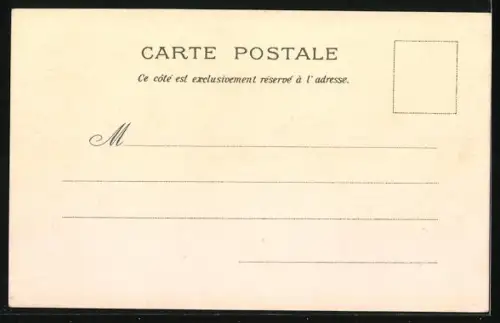 CARTE POSTALE
Ce côté est exclusivement réservé à l'adresse.
M